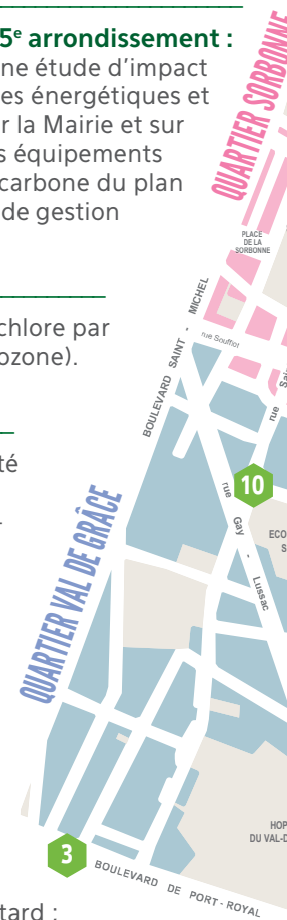 5e arrondissement :
ne étude d'impact
es énergétiques et
r la Mairie et sur
s équipements
carbone du plan
de gestion
chlore par
ozone).
té
tard :
QUARTIER SORBONNE
PLACE
DE LA
SORBONNE
BOULEVARD SAINT - MICHEL
rue Soufflot
rue
10
rue Gay - Lussac
ECO
S
QUARTIER VAL DE GRÂCE
HOP
DU VAL-D
3
BOULEVARD DE PORT-ROYAL